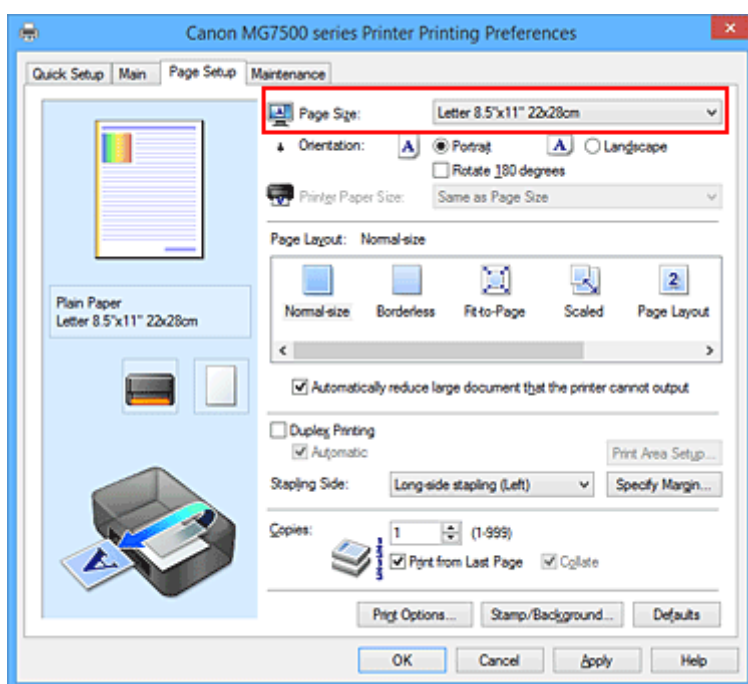 Canon MG7500 series Printer Printing Preferences
Quick Setup Main Page Setup Maintenance
Page Size: Letter 8.5"x11" 22x28cm
Orientation: A Portrait A Landscape
Rotate 180 degrees
Printer Paper Size: Same as Page Size
Page Layout: Normal-size
2
Normal-size Borderless Fit-to-Page Scaled Page Layout
Plain Paper
Letter 8.5"x11" 22x28cm
Automatically reduce large document that the printer cannot output
Duplex Printing
Automatic Print Area Setup...
Stapling Side: Long-side stapling (Left) Specify Margin...
Copies: 1 (1-999)
Print from Last Page Collate
A
Print Options... Stamp/Background... Defaults
OK Cancel Apply Help